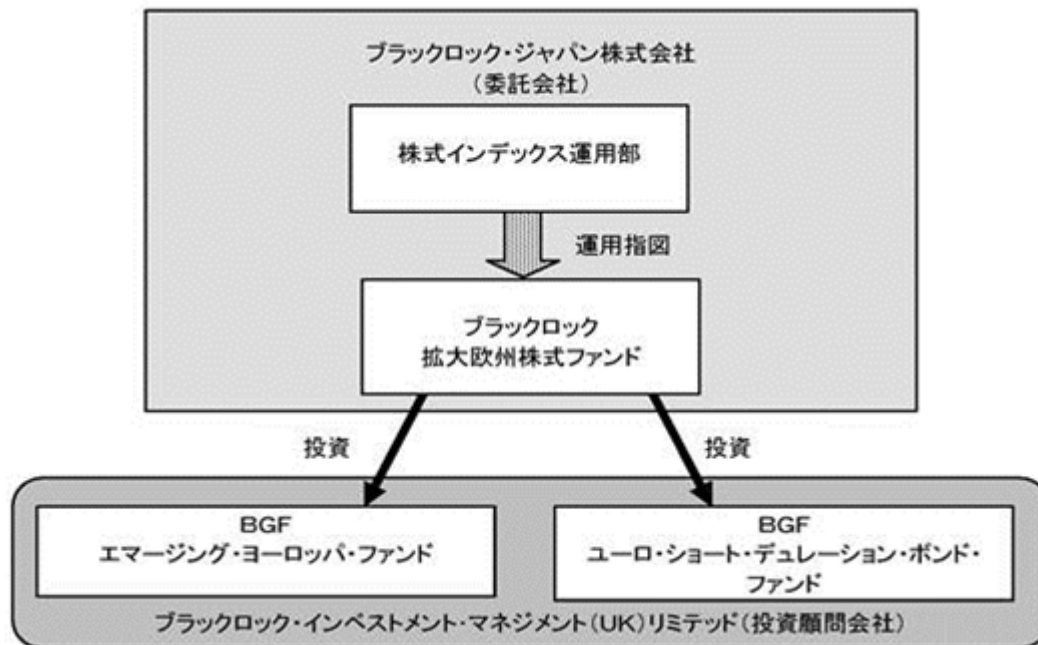 ブラックロック・ジャパン株式会社
（委託会社）
株式インデックス運用部
運用指図
ブラックロック
拡大欧州株式ファンド
投資
投資
BGF
エマージング・ヨーロッパ・ファンド
BGF
ユーロ・ショート・デュレーション・ボンド・
ファンド
ブラックロック・インベストメント・マネジメント（UK）リミテッド（投資顧問会社）